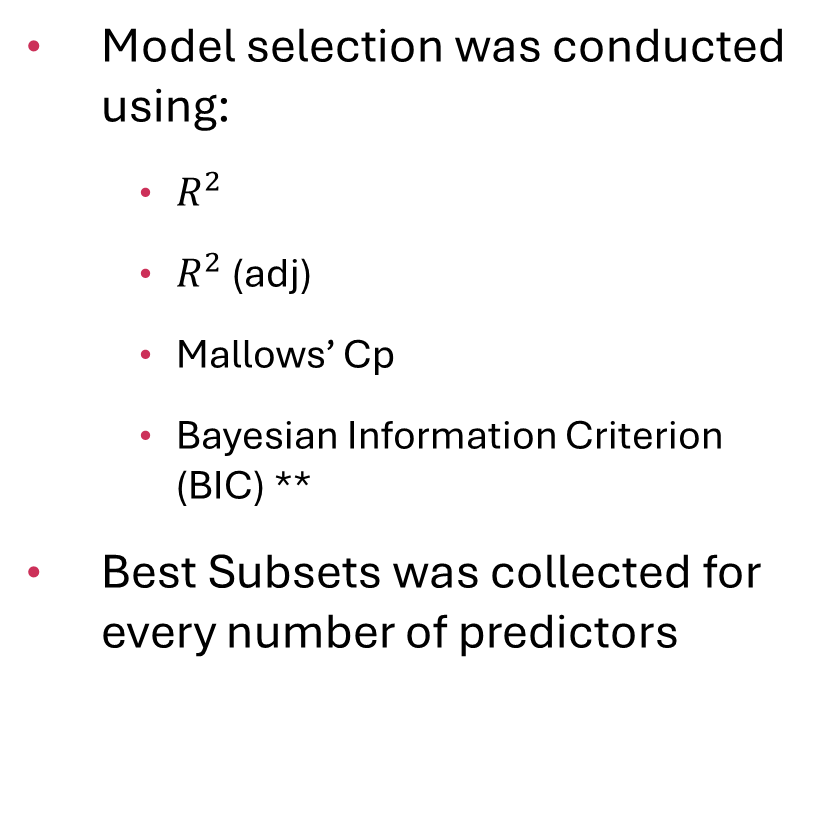 • Model selection was conducted
using:
• R²
• R² (adj)
• Mallows’ Cp
• Bayesian Information Criterion
(BIC) **
• Best Subsets was collected for
every number of predictors